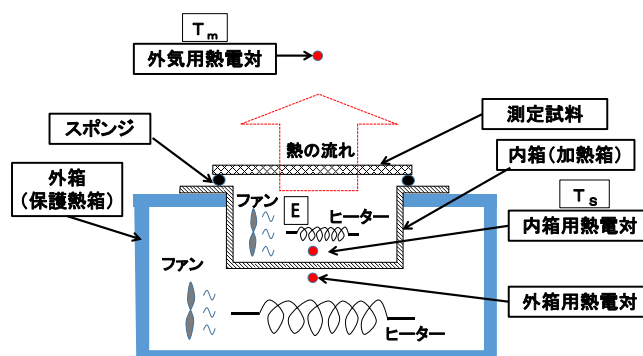 Tm
外気用熱電対
スポンジ
測定試料
熱の流れ
内箱（加熱箱）
外箱
（保護熱箱）
ファン
E
ヒーター
Ts
内箱用熱電対
ファン
外箱用熱電対
ヒーター